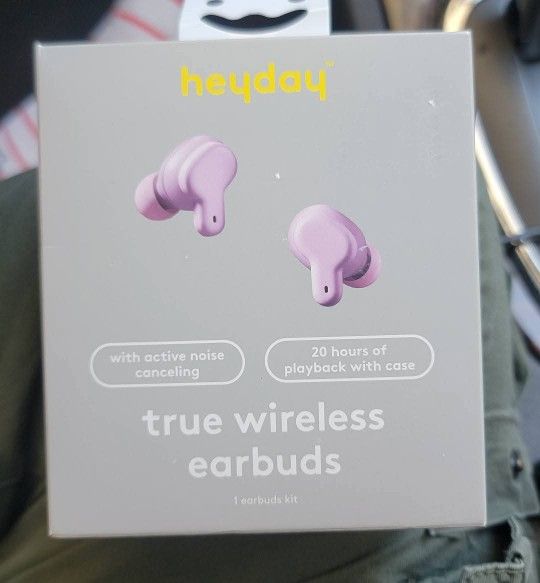 heyday™
with active noise
canceling
20 hours of
playback with case
true wireless
earbuds
1 earbuds kit